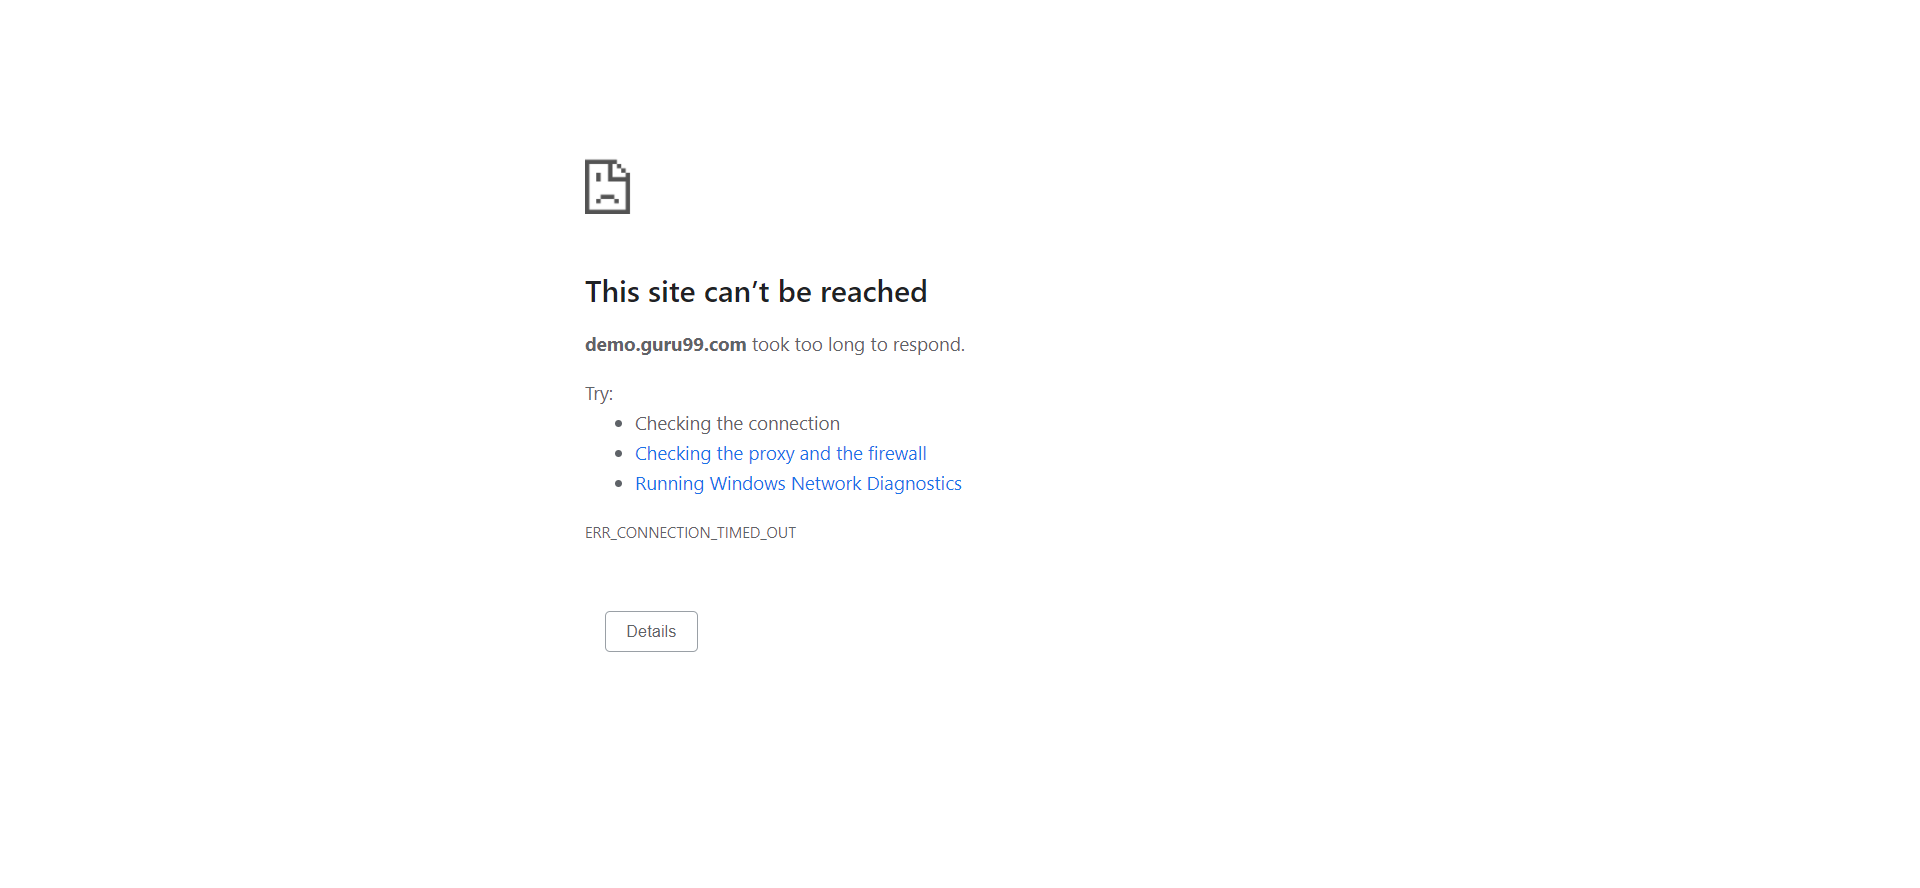 This site can’t be reached
demo.guru99.com took too long to respond.
Try:
Checking the connection
Checking the proxy and the firewall
Running Windows Network Diagnostics
ERR_CONNECTION_TIMED_OUT
Details